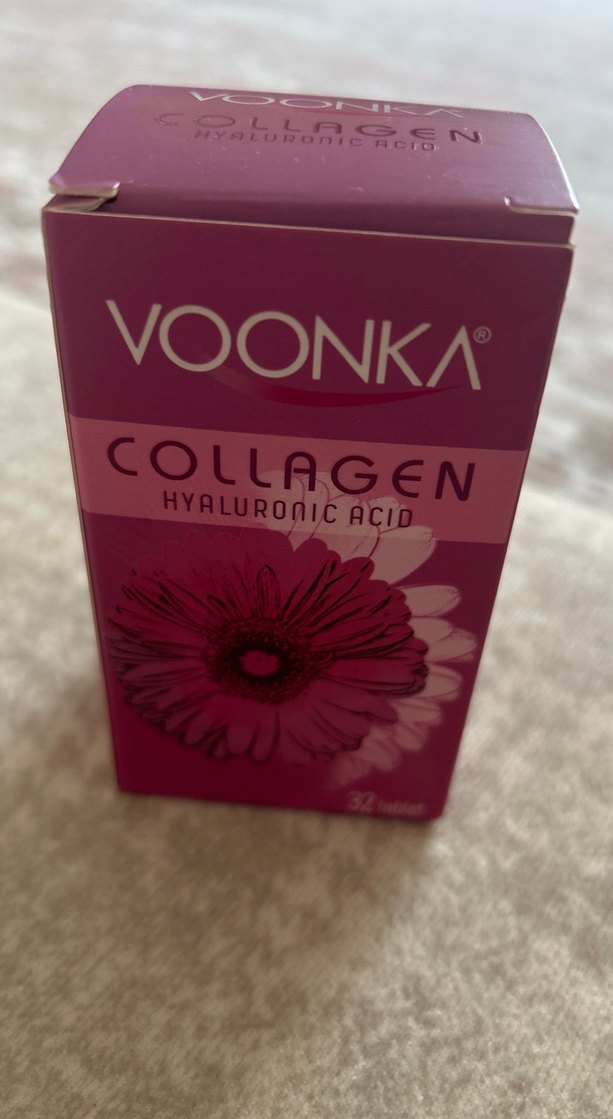 VOONKA
COLLAGEN
HYALURONIC ACID
VOONKA®
COLLAGEN
HYALURONIC ACID
32 tablet